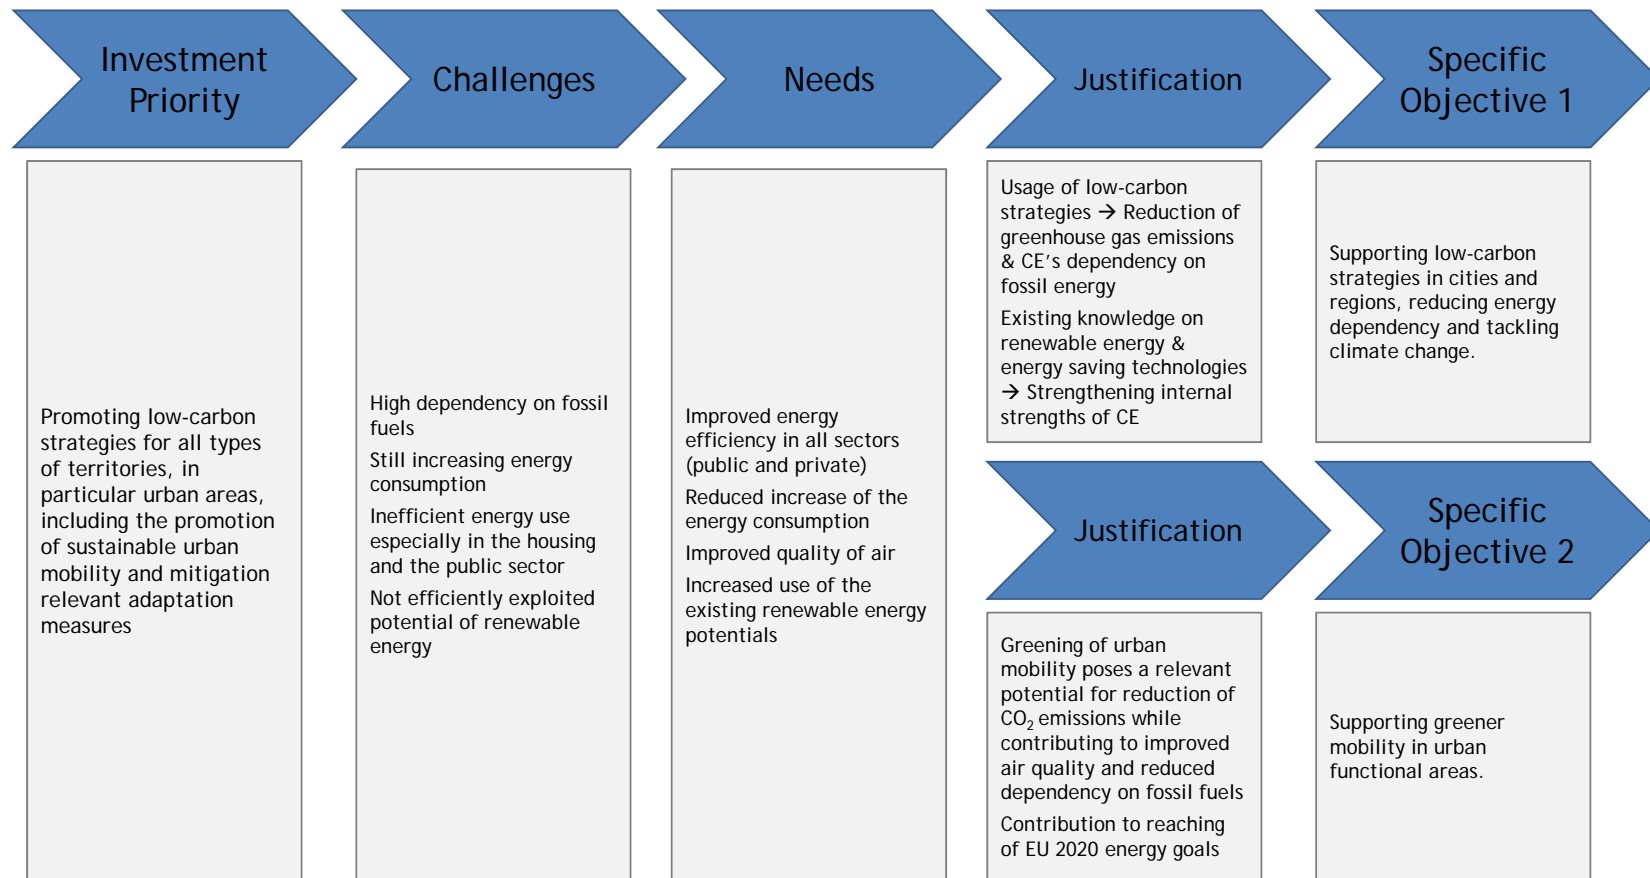 Investment
Priority
Challenges
Needs
Justification
Specific
Objective 1
Promoting low-carbon
strategies for all types
of territories, in
particular urban areas,
including the promotion
of sustainable urban
mobility and mitigation
relevant adaptation
measures
High dependency on fossil
fuels
Still increasing energy
consumption
Inefficient energy use
especially in the housing
and the public sector
Not efficiently exploited
potential of renewable
energy
Improved energy
efficiency in all sectors
(public and private)
Reduced increase of the
energy consumption
Improved quality of air
Increased use of the
existing renewable energy
potentials
Usage of low-carbon
strategies → Reduction of
greenhouse gas emissions
& CE's dependency on
fossil energy
Existing knowledge on
renewable energy &
energy saving technologies
→ Strengthening internal
strengths of CE
Supporting low-carbon
strategies in cities and
regions, reducing energy
dependency and tackling
climate change.
Justification
Specific
Objective 2
Greening of urban
mobility poses a relevant
potential for reduction of
CO₂ emissions while
contributing to improved
air quality and reduced
dependency on fossil fuels
Contribution to reaching
of EU 2020 energy goals
Supporting greener
mobility in urban
functional areas.